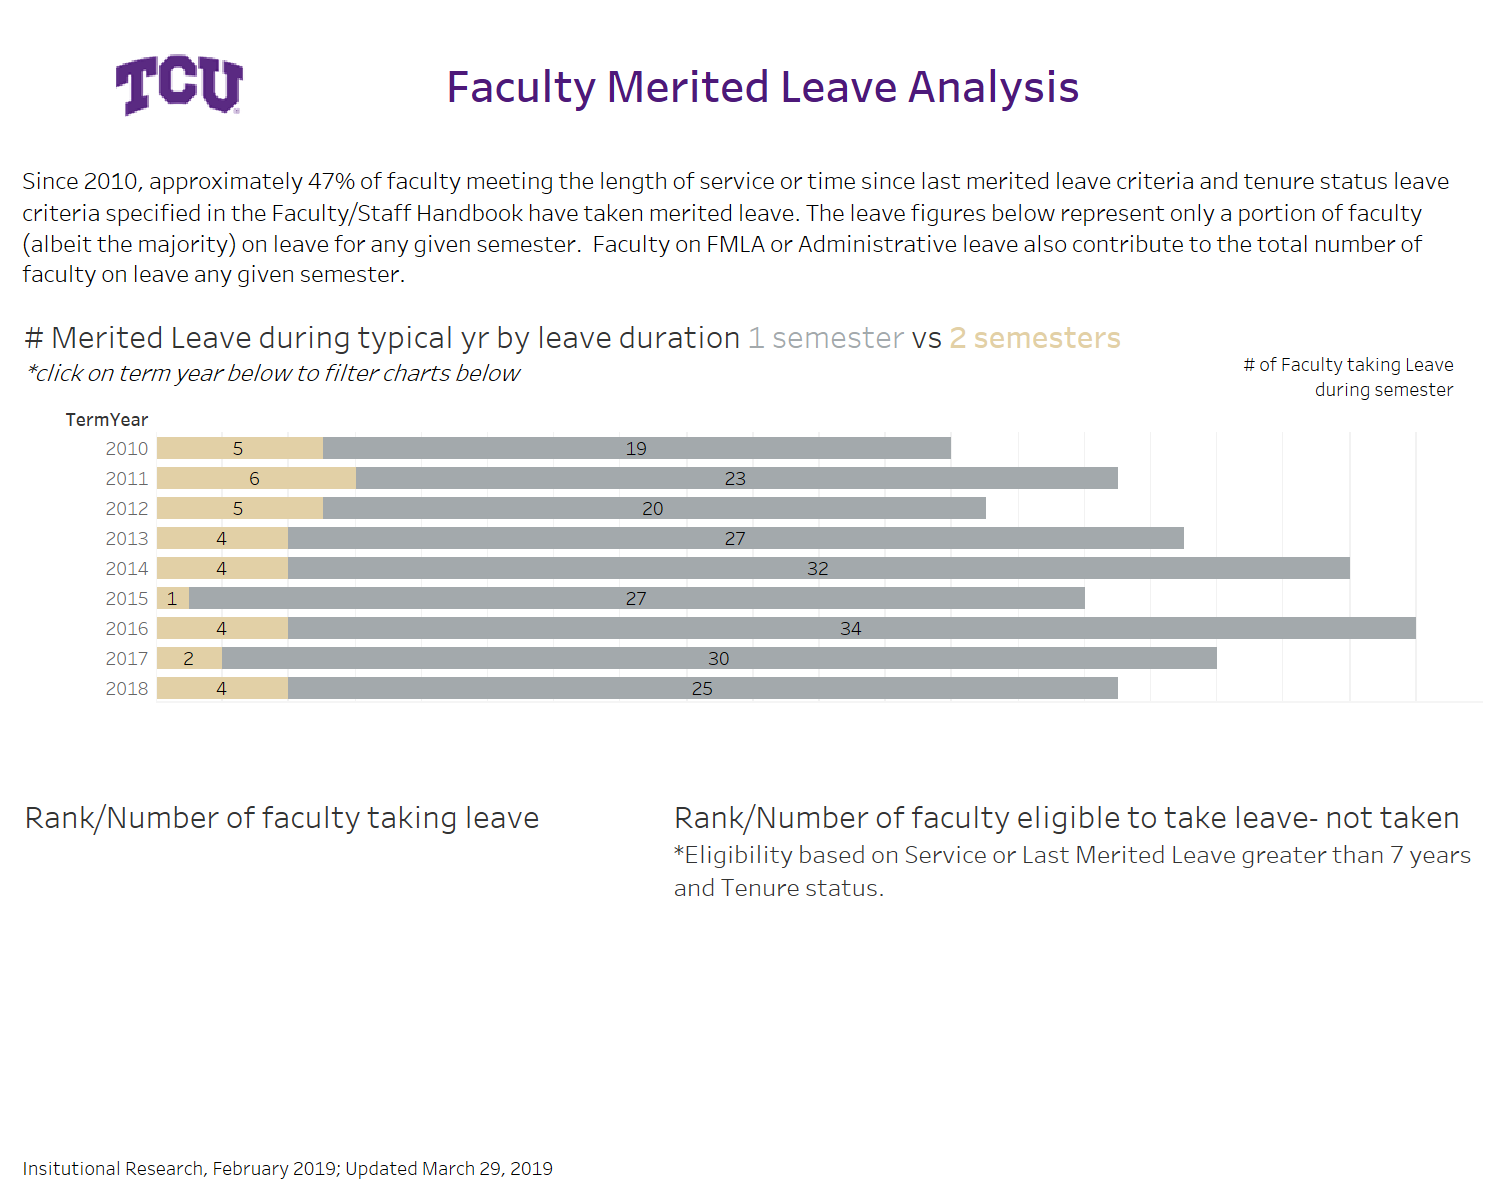 TCU
Faculty Merited Leave Analysis
Since 2010, approximately 47% of faculty meeting the length of service or time since last merited leave criteria and tenure status leave
criteria specified in the Faculty/Staff Handbook have taken merited leave. The leave figures below represent only a portion of faculty
(albeit the majority) on leave for any given semester.  Faculty on FMLA or Administrative leave also contribute to the total number of
faculty on leave any given semester.
# Merited Leave during typical yr by leave duration 1 semester vs 2 semesters
*click on term year below to filter charts below
# of Faculty taking Leave
during semester
TermYear
2010 5 19
2011 6 23
2012 5 20
2013 4 27
2014 4 32
2015 1 27
2016 4 34
2017 2 30
2018 4 25
Rank/Number of faculty taking leave
Rank/Number of faculty eligible to take leave- not taken
*Eligibility based on Service or Last Merited Leave greater than 7 years
and Tenure status.
Insitutional Research, February 2019; Updated March 29, 2019